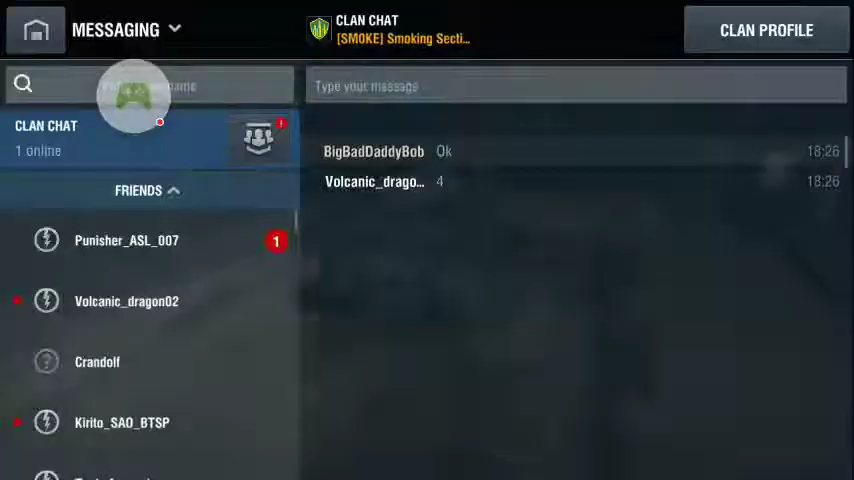 MESSAGING
CLAN CHAT
[SMOKE] Smoking Secti...
CLAN PROFILE
Type your message
CLAN CHAT
1 online
!
FRIENDS
BigBadDaddyBob Ok 18:26
Volcanic_drago... 4 18:26
Punisher_ASL_007 1
Volcanic_dragon02
? Crandolf
Kirito_SAO_BTSP